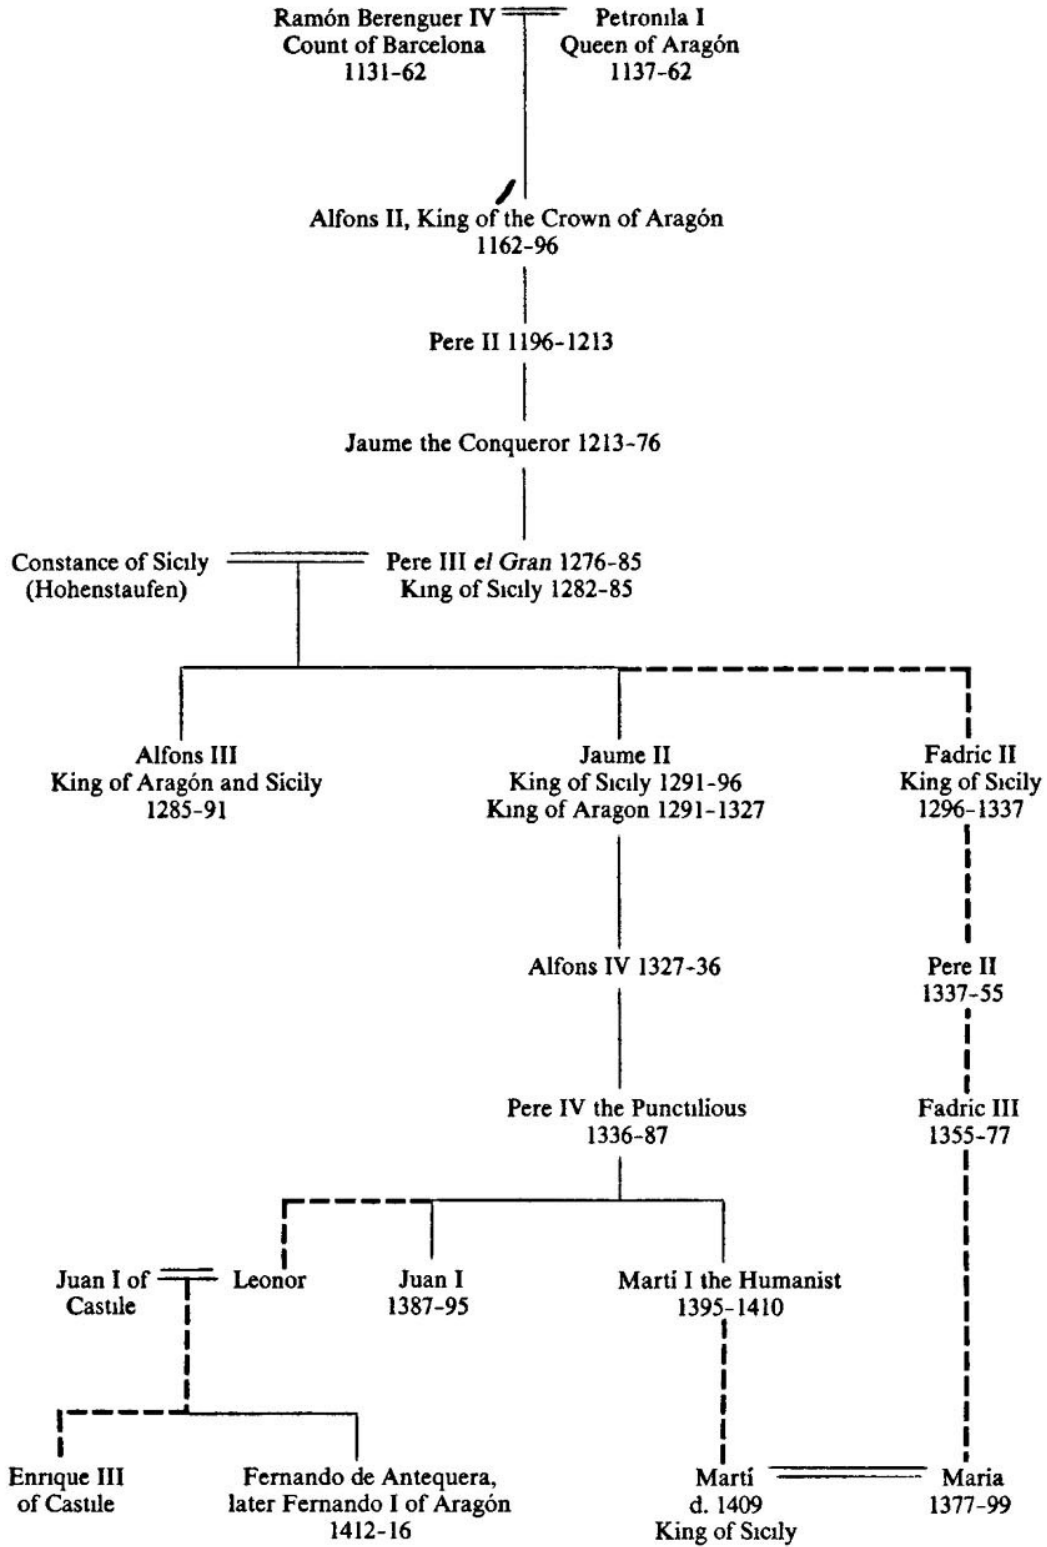 Ramón Berenguer IV
Count of Barcelona
1131-62
Petronila I
Queen of Aragón
1137-62
Alfons II, King of the Crown of Aragón
1162-96
Pere II 1196-1213
Jaume the Conqueror 1213-76
Constance of Sicily
(Hohenstaufen)
Pere III el Gran 1276-85
King of Sicily 1282-85
Alfons III
King of Aragón and Sicily
1285-91
Jaume II
King of Sicily 1291-96
King of Aragon 1291-1327
Fadric II
King of Sicily
1296-1337
Alfons IV 1327-36
Pere II
1337-55
Pere IV the Punctilious
1336-87
Fadric III
1355-77
Juan I of
Castile
Leonor
Juan I
1387-95
Martí I the Humanist
1395-1410
Enrique III
of Castile
Fernando de Antequera,
later Fernando I of Aragón
1412-16
Martí
d. 1409
King of Sicily
Maria
1377-99